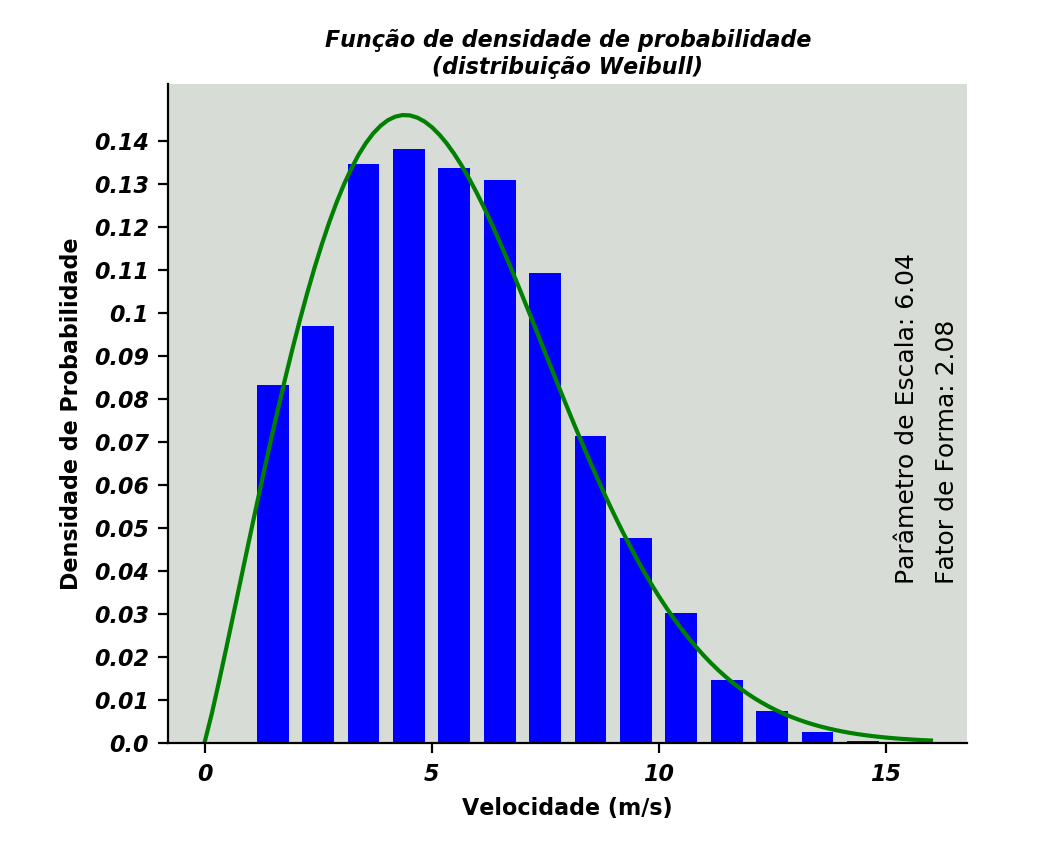 Função de densidade de probabilidade
(distribuição Weibull)
Densidade de Probabilidade
0.14
0.13
0.12
0.11
0.1
0.09
0.08
0.07
0.06
0.05
0.04
0.03
0.02
0.01
0.0
Parâmetro de Escala: 6.04
Fator de Forma: 2.08
0 5 10 15
Velocidade (m/s)